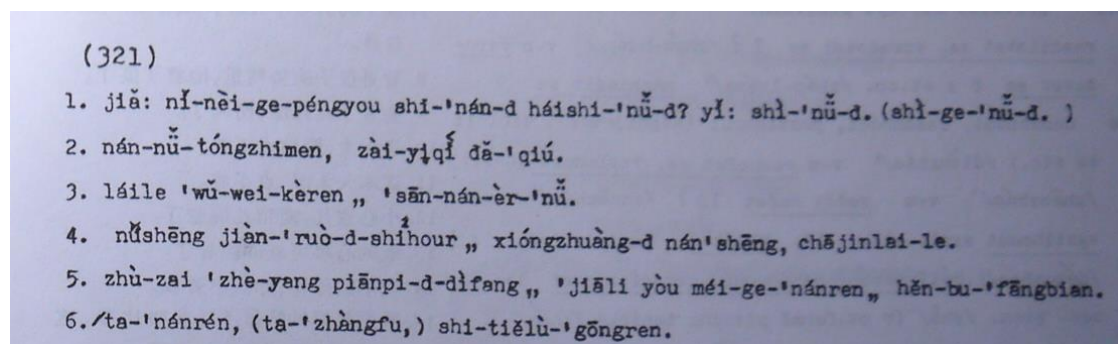 (321)
1. jiǎ: nǐ-nèi-ge-péngyou shi-'nán-d háishi-'nǚ-d? yǐ: shì-'nǚ-d. (shì-ge-'nǚ-d. )
2. nán-nǚ-tóngzhimen, zài-yịqǐ dǎ-'qiú.
3. láile 'wǔ-wei-kèren „ 'sān-nán-èr-'nǚ.
4. nǚshēng jiàn-'ruò-d-shíhour „ xióngzhuàng-d nán'shēng, chājinlai-le.
5. zhù-zai 'zhè-yang piānpi-d-dìfang „ 'jiāli yòu méi-ge-'nánren „ hěn-bu-'fāngbian.
6./ta-'nánrén, (ta-'zhàngfu,) shi-tiělù-'gōngren.